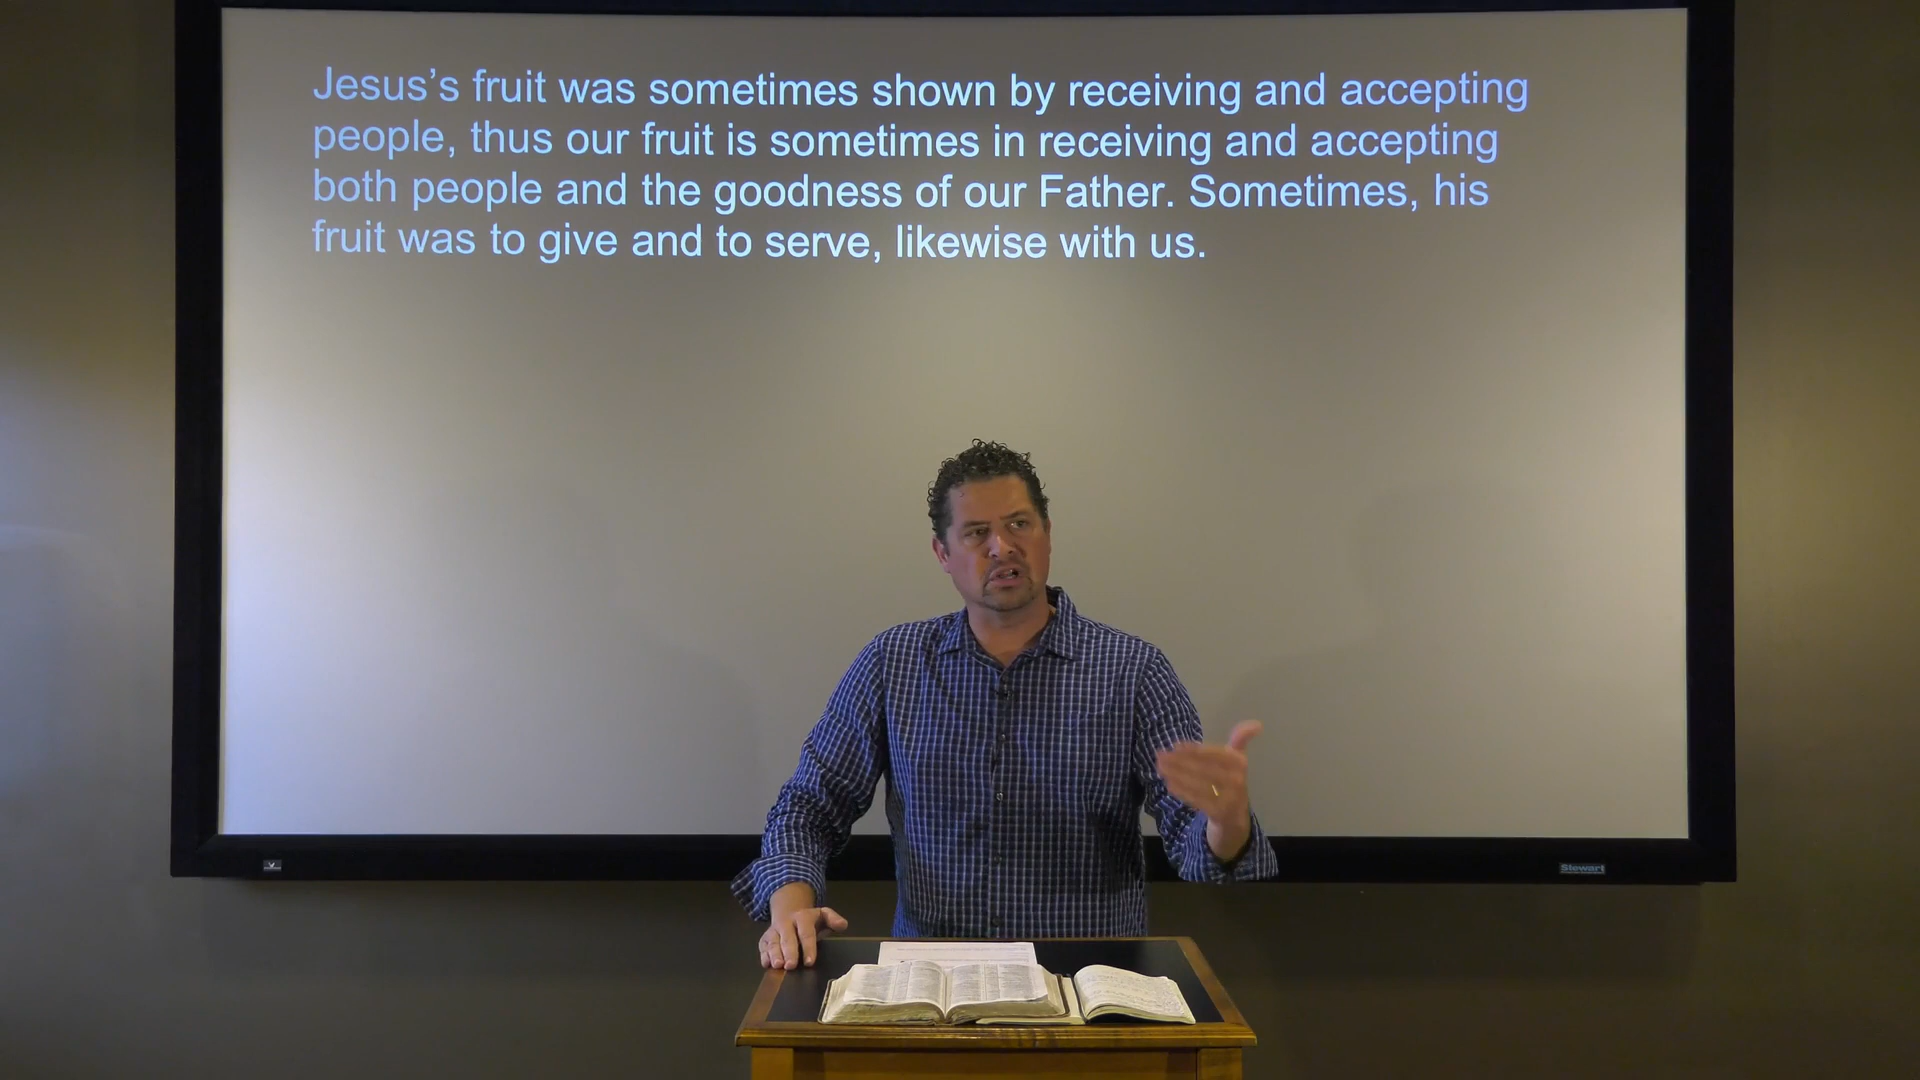 Jesus’s fruit was sometimes shown by receiving and accepting
people, thus our fruit is sometimes in receiving and accepting
both people and the goodness of our Father. Sometimes, his
fruit was to give and to serve, likewise with us.
Stewart